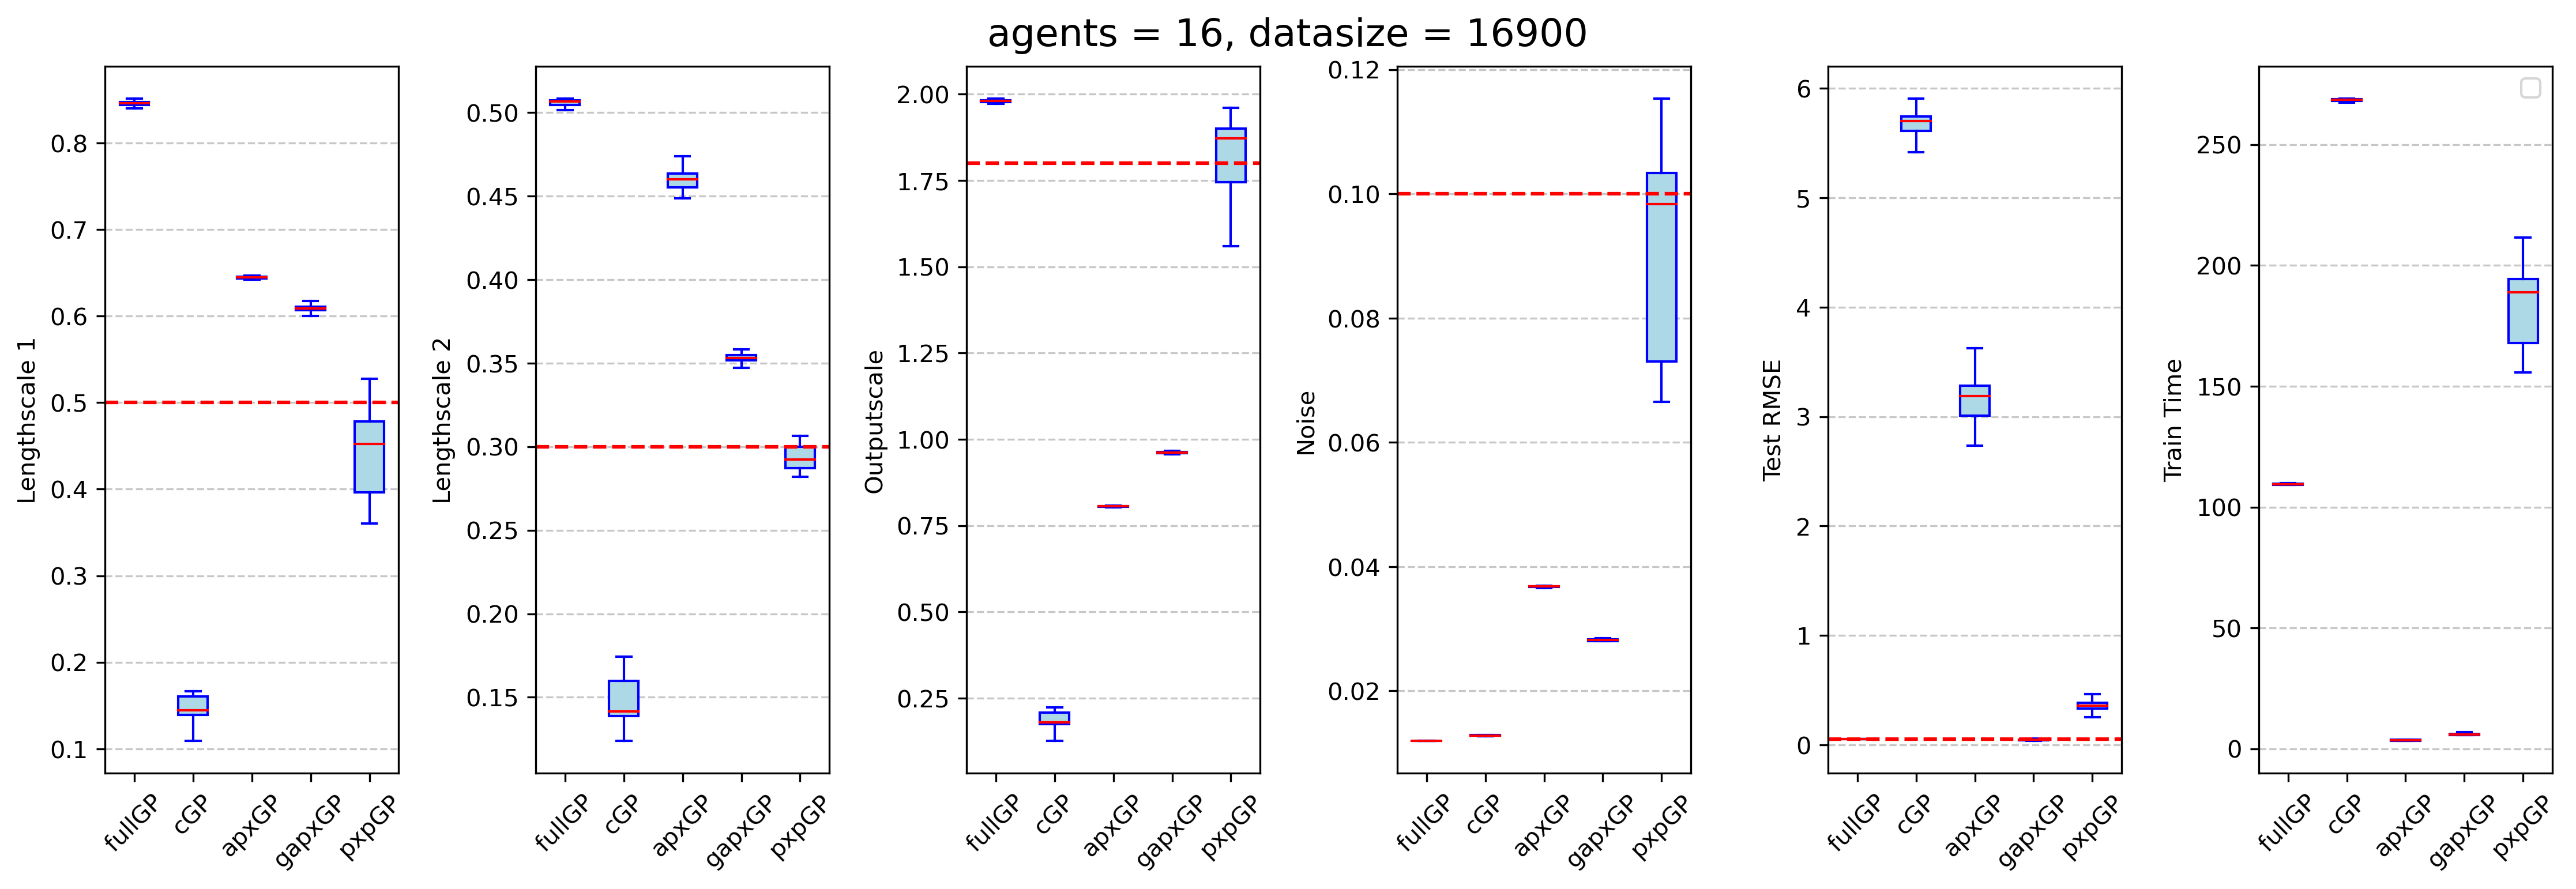 agents = 16, datasize = 16900
Lengthscale 1
0.8
0.7
0.6
0.5
0.4
0.3
0.2
0.1
fullGP
cGP
apxGP
gapxGP
pxpGP
Lengthscale 2
0.50
0.45
0.40
0.35
0.30
0.25
0.20
0.15
fullGP
cGP
apxGP
gapxGP
pxpGP
Outputscale
2.00
1.75
1.50
1.25
1.00
0.75
0.50
0.25
fullGP
cGP
apxGP
gapxGP
pxpGP
Noise
0.12
0.10
0.08
0.06
0.04
0.02
fullGP
cGP
apxGP
gapxGP
pxpGP
Test RMSE
6
5
4
3
2
1
0
fullGP
cGP
apxGP
gapxGP
pxpGP
Train Time
250
200
150
100
50
0
fullGP
cGP
apxGP
gapxGP
pxpGP